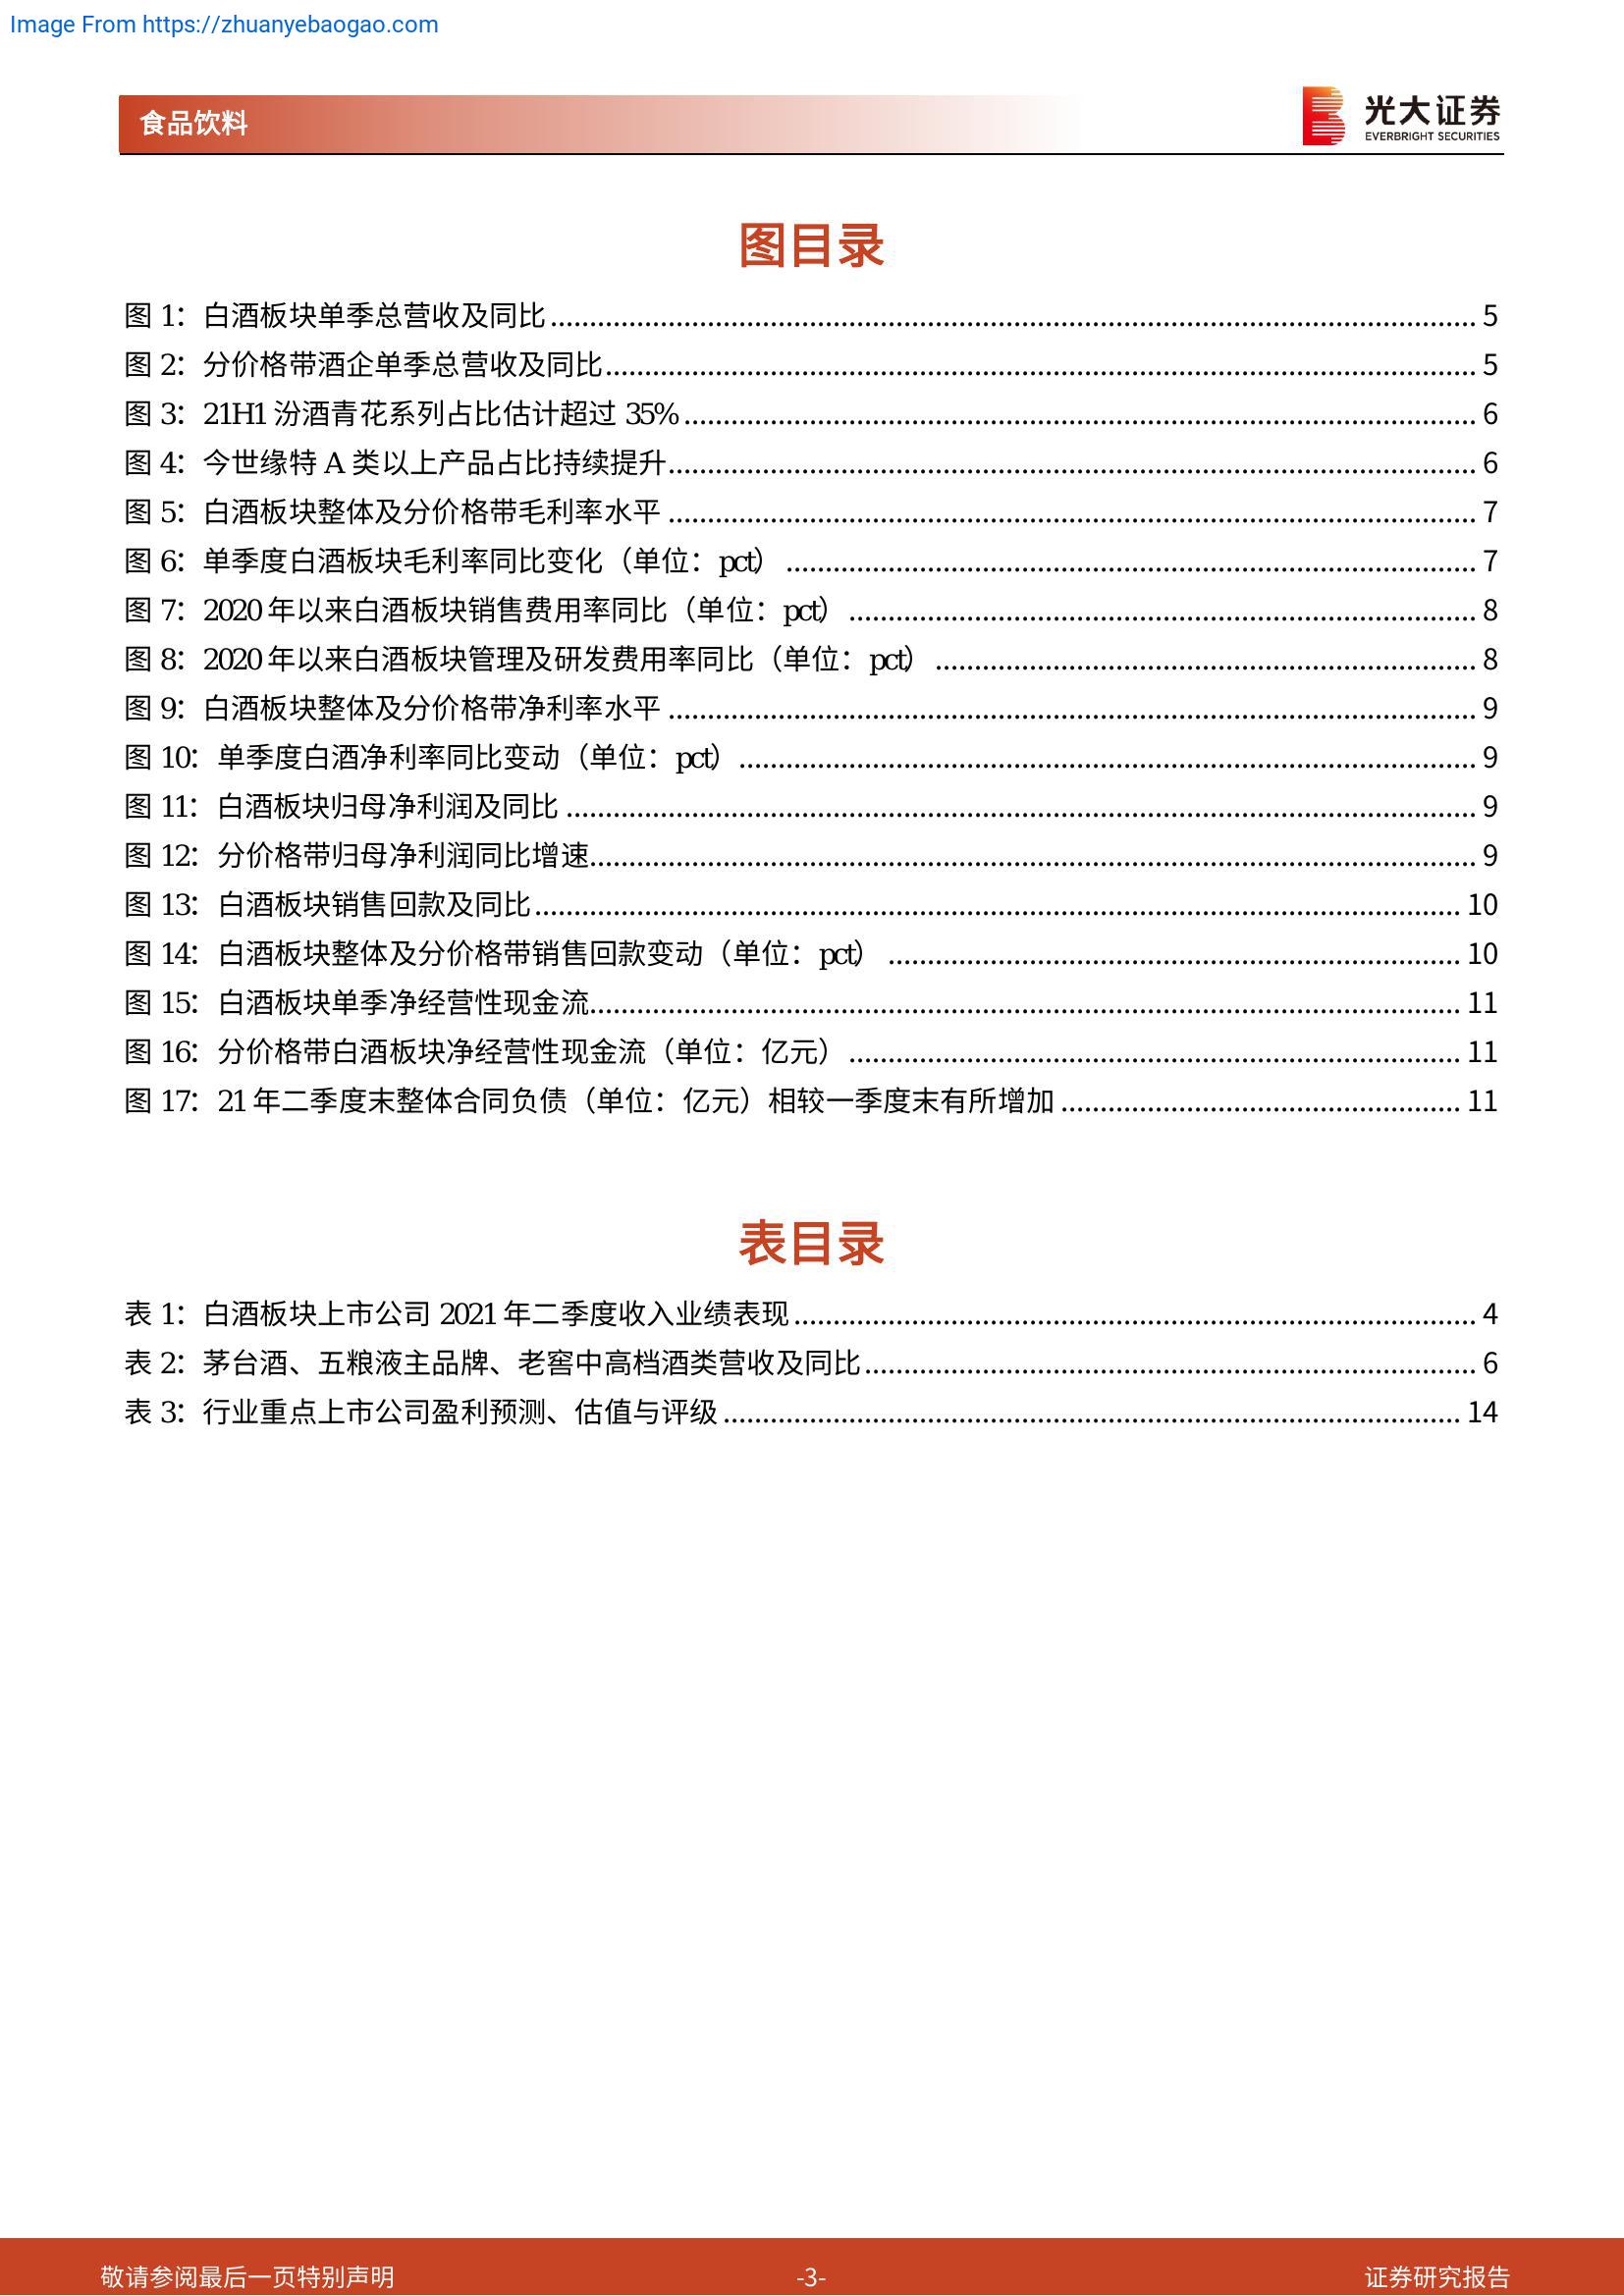 Image From https://zhuanyebaogao.com
食品饮料
光大证券
EVERBRIGHT SECURITIES
图目录
图 1：白酒板块单季总营收及同比 5
图 2：分价格带酒企单季总营收及同比 5
图 3：21H1 汾酒青花系列占比估计超过 35% 6
图 4：今世缘特 A 类以上产品占比持续提升 6
图 5：白酒板块整体及分价格带毛利率水平 7
图 6：单季度白酒板块毛利率同比变化（单位：pct） 7
图 7：2020 年以来白酒板块销售费用率同比（单位：pct） 8
图 8：2020 年以来白酒板块管理及研发费用率同比（单位：pct） 8
图 9：白酒板块整体及分价格带净利率水平 9
图 10：单季度白酒净利率同比变动（单位：pct） 9
图 11：白酒板块归母净利润及同比 9
图 12：分价格带归母净利润同比增速 9
图 13：白酒板块销售回款及同比 10
图 14：白酒板块整体及分价格带销售回款变动（单位：pct） 10
图 15：白酒板块单季净经营性现金流 11
图 16：分价格带白酒板块净经营性现金流（单位：亿元） 11
图 17：21 年二季度末整体合同负债（单位：亿元）相较一季度末有所增加 11
表目录
表 1：白酒板块上市公司 2021 年二季度收入业绩表现 4
表 2：茅台酒、五粮液主品牌、老窖中高档酒类营收及同比 6
表 3：行业重点上市公司盈利预测、估值与评级 14
敬请参阅最后一页特别声明
-3-
证券研究报告